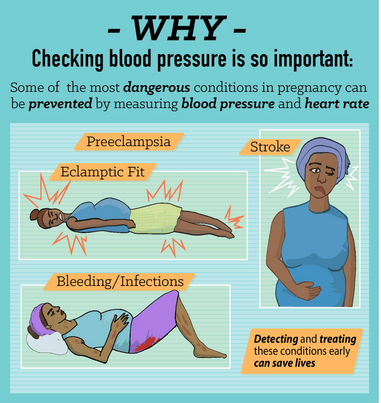 - WHY -
Checking blood pressure is so important:
Some of the most dangerous conditions in pregnancy can
be prevented by measuring blood pressure and heart rate
Preeclampsia
Eclamptic Fit
Stroke
Bleeding/Infections
Detecting and treating
these conditions early
can save lives